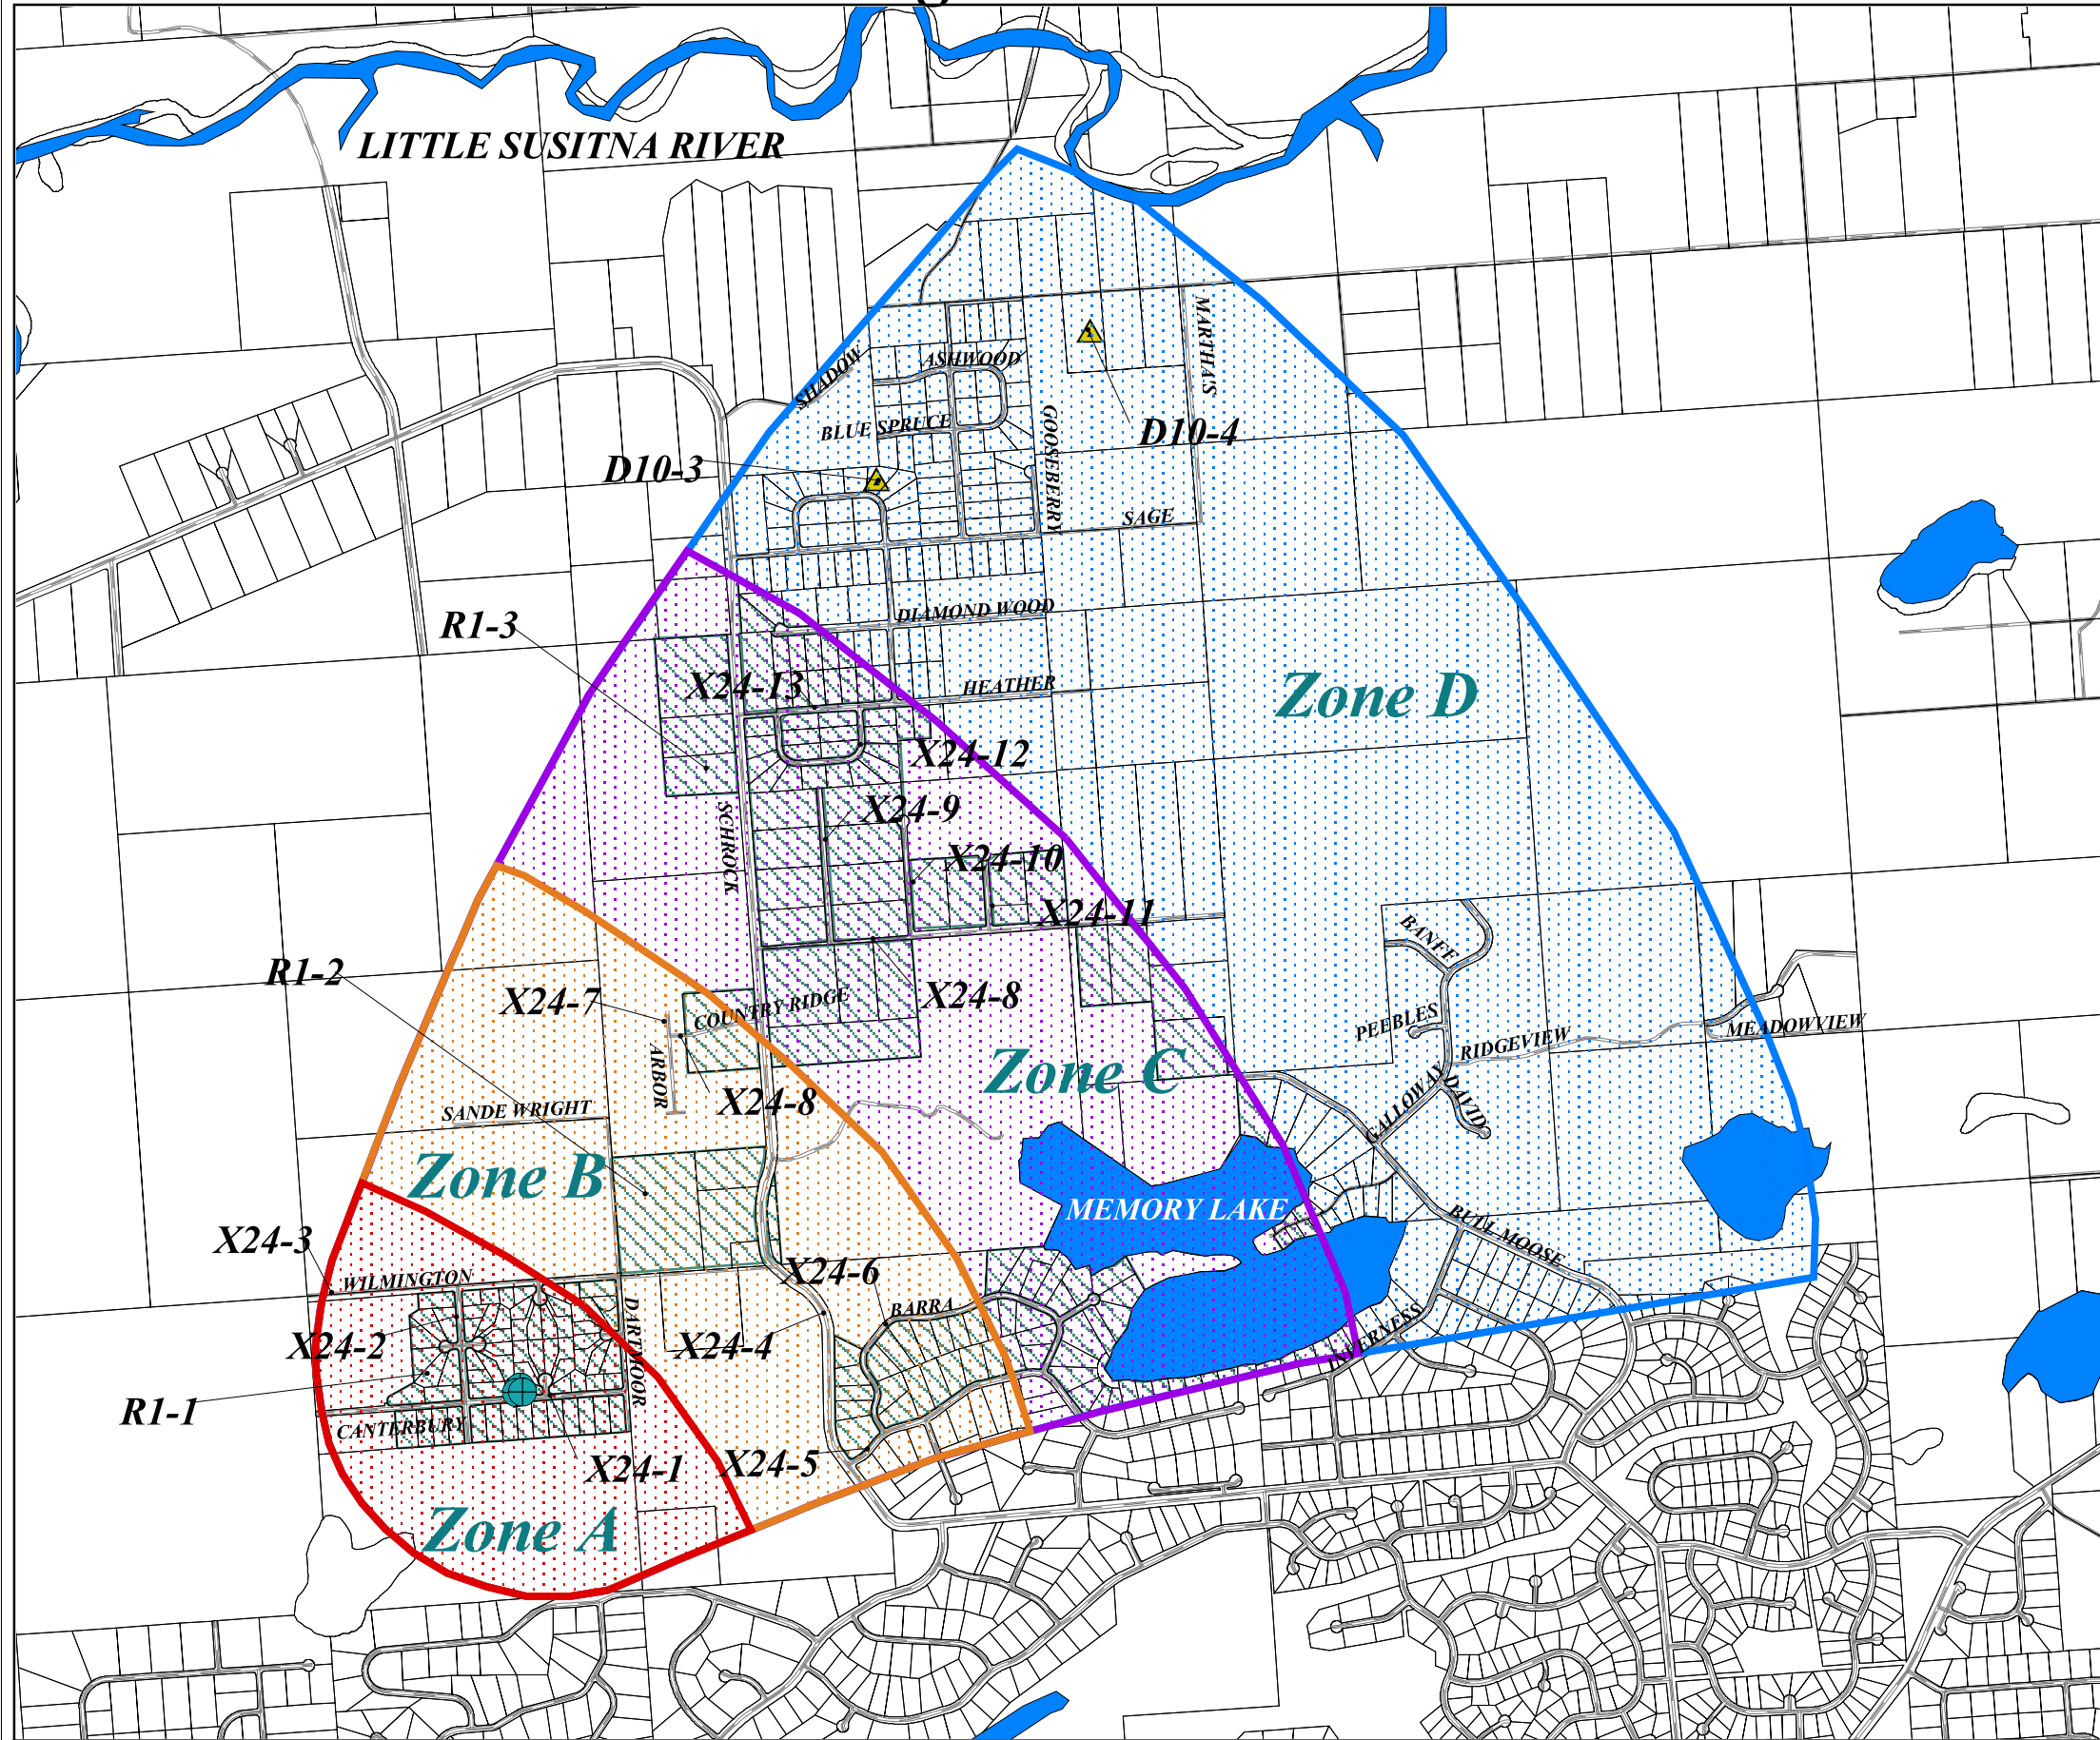 LITTLE SUSITNA RIVER
MARTHA'S
SHADOW
ASHWOOD
BLUE SPRUCE
GOOSEBERRY
D10-4
D10-3
SAGE
DIAMOND WOOD
R1-3
X24-13
HEATHER
Zone D
X24-12
SCHROCK
X24-9
X24-10
X24-11
BANFF
R1-2
X24-7
COUNTRY RIDGE
X24-8
PEEBLES
RIDGEVIEW
MEADOWVIEW
ARBOR
Zone C
X24-8
GALLOWAY
DAVID
SANDE WRIGHT
Zone B
MEMORY LAKE
BULL MOOSE
X24-3
WILMINGTON
X24-6
BARRA
X24-2
DARTMOOR
X24-4
INVERNESS
R1-1
CANTERBURY
X24-1
X24-5
Zone A